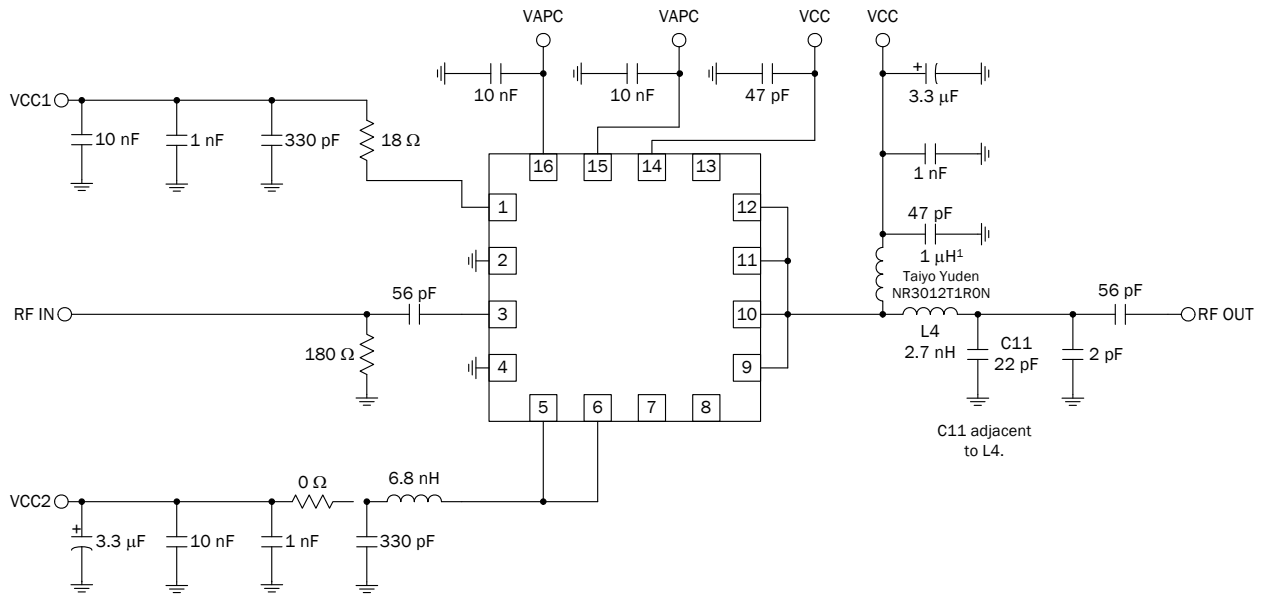 VAPC
VAPC
VCC
VCC
10 nF
10 nF
47 pF
3.3 µF
+
VCC1
10 nF
1 nF
330 pF
18 Ω
1 nF
16
15
14
13
1
12
47 pF
2
11
1 µH¹
Taiyo Yuden
NR3012T1R0N
RF IN
56 pF
3
10
56 pF
RF OUT
L4
2.7 nH
C11
22 pF
2 pF
180 Ω
4
9
5
6
7
8
C11 adjacent
to L4.
VCC2
0 Ω
6.8 nH
+
3.3 µF
10 nF
1 nF
330 pF